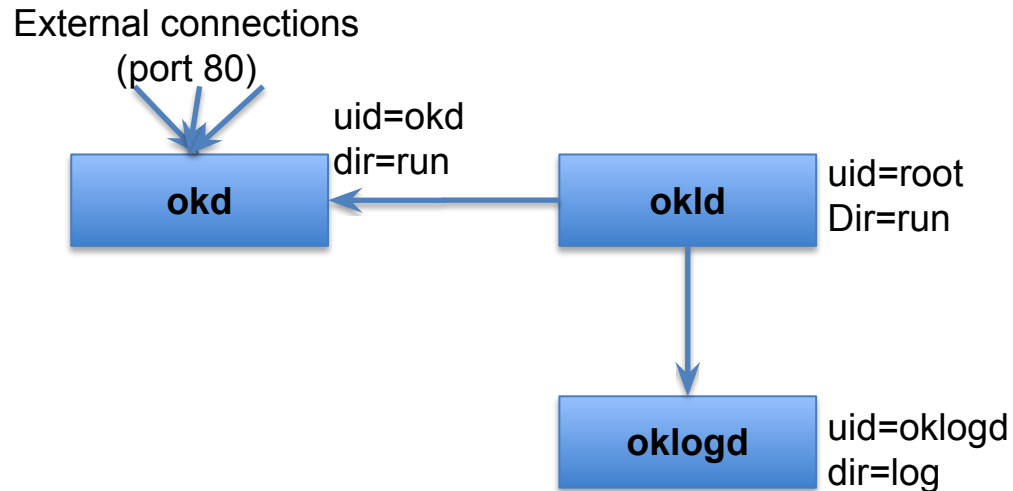 External connections
(port 80)
uid=okd
dir=run
okd
okld
uid=root
Dir=run
oklogd
uid=oklogd
dir=log